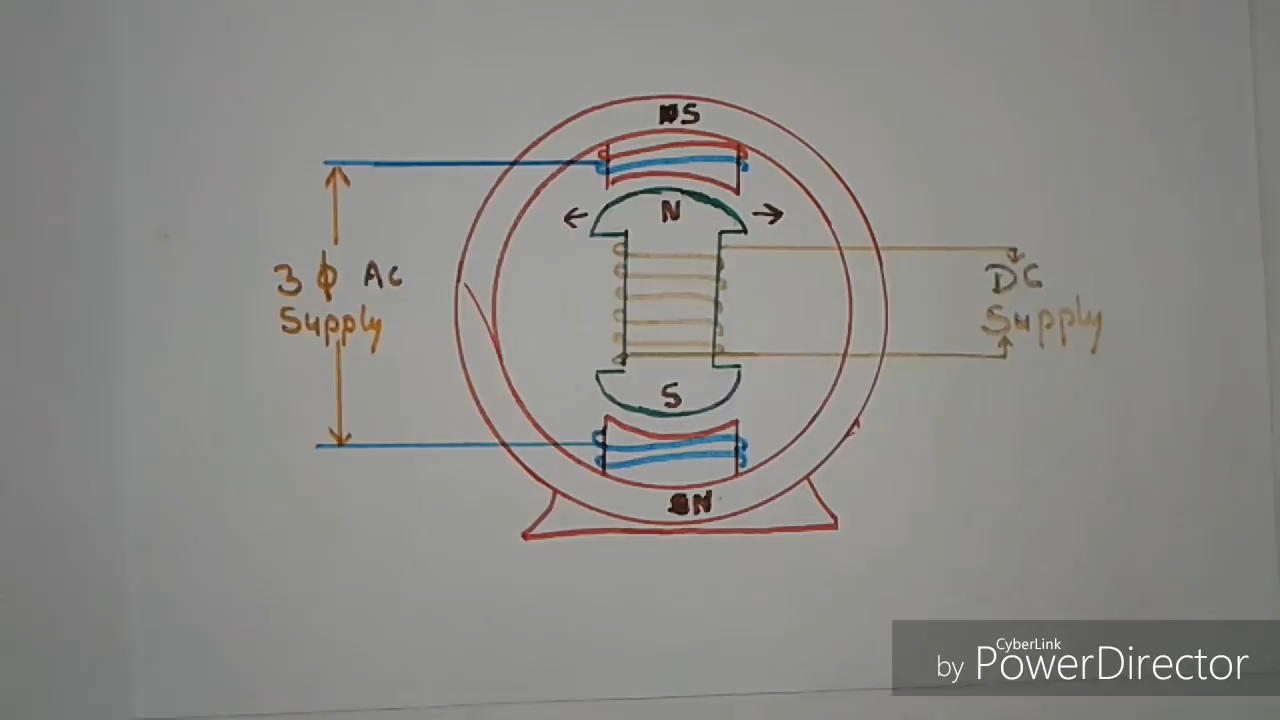 S
N
3 ϕ AC
Supply
DC
Supply
S
N
CyberLink
by PowerDirector